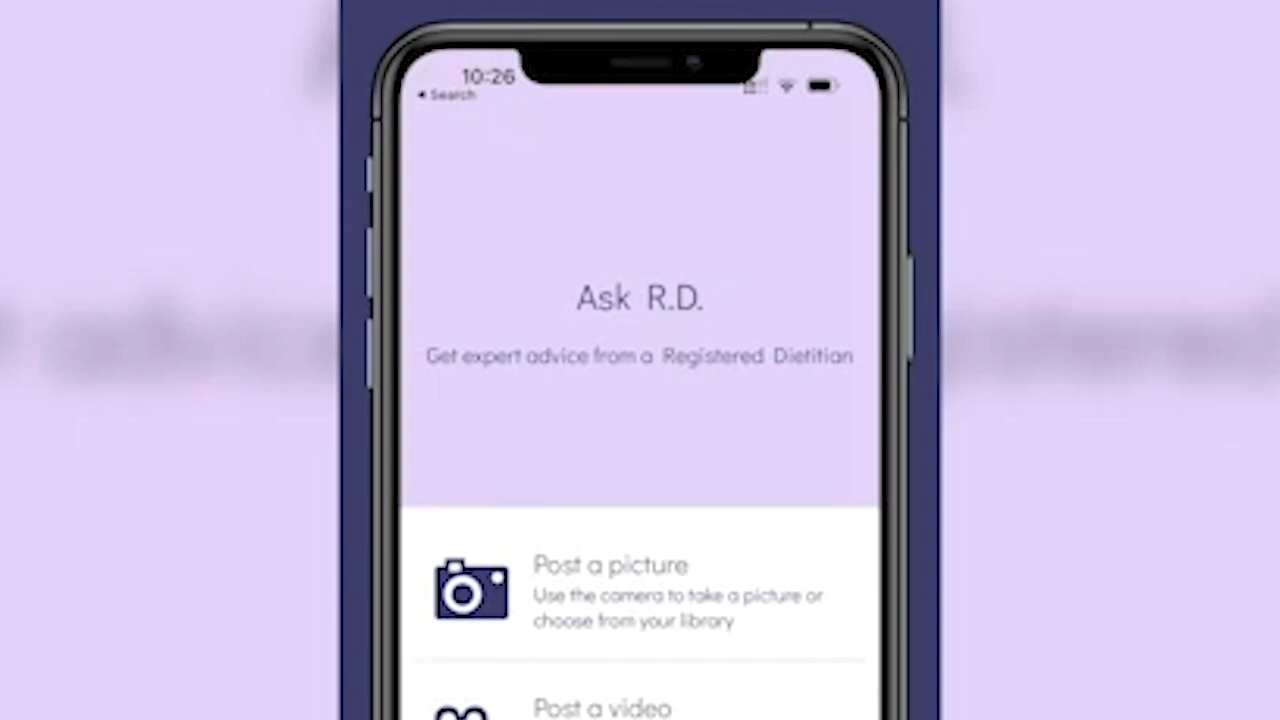 10:26
◀ Search
Ask R.D.
Get expert advice from a Registered Dietitian
Post a picture
Use the camera to take a picture or
choose from your library
Post a video